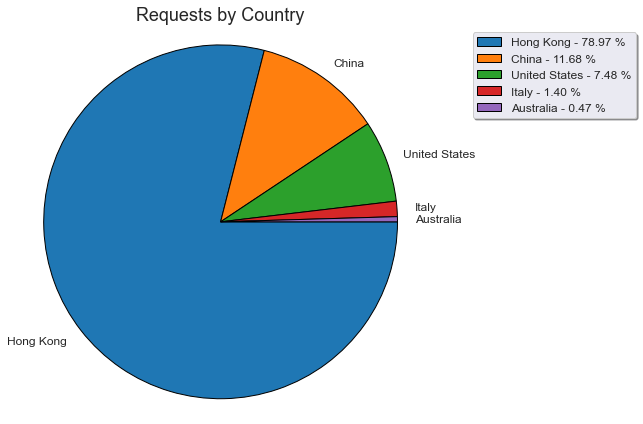 Requests by Country
Hong Kong - 78.97 %
China - 11.68 %
United States - 7.48 %
Italy - 1.40 %
Australia - 0.47 %
China
United States
Italy
Australia
Hong Kong